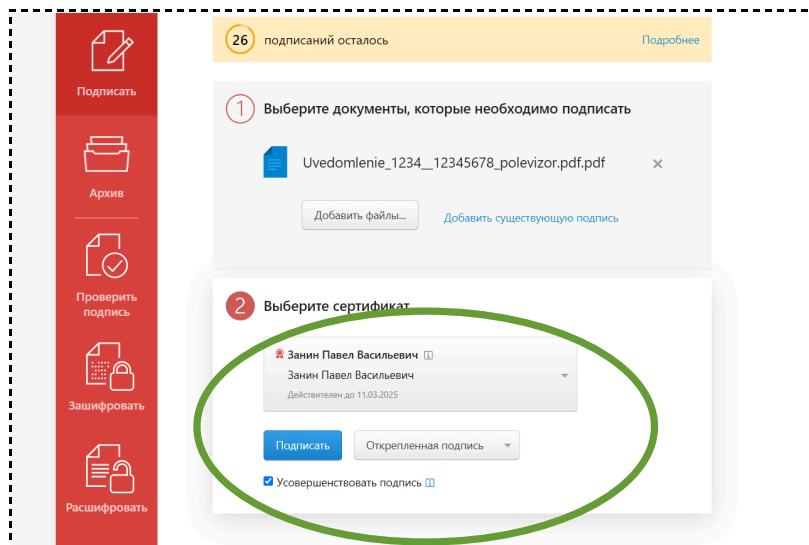 26 подписаний осталось Подробнее
Подписать
Архив
Проверить
подпись
Зашифровать
Расшифровать
1 Выберите документы, которые необходимо подписать
Uvedomlenie_1234__12345678_polevizor.pdf.pdf
Добавить файлы... Добавить существующую подпись
2 Выберите сертификат
Занин Павел Васильевич
Занин Павел Васильевич
Действителен до 11.03.2025
Подписать Открепленная подпись
Усовершенствовать подпись